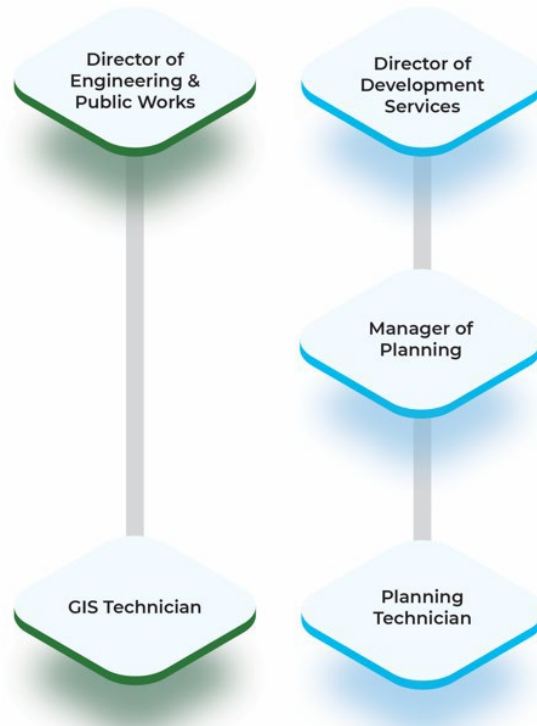 Director of
Engineering &
Public Works
Director of
Development
Services
Manager of
Planning
GIS Technician
Planning
Technician